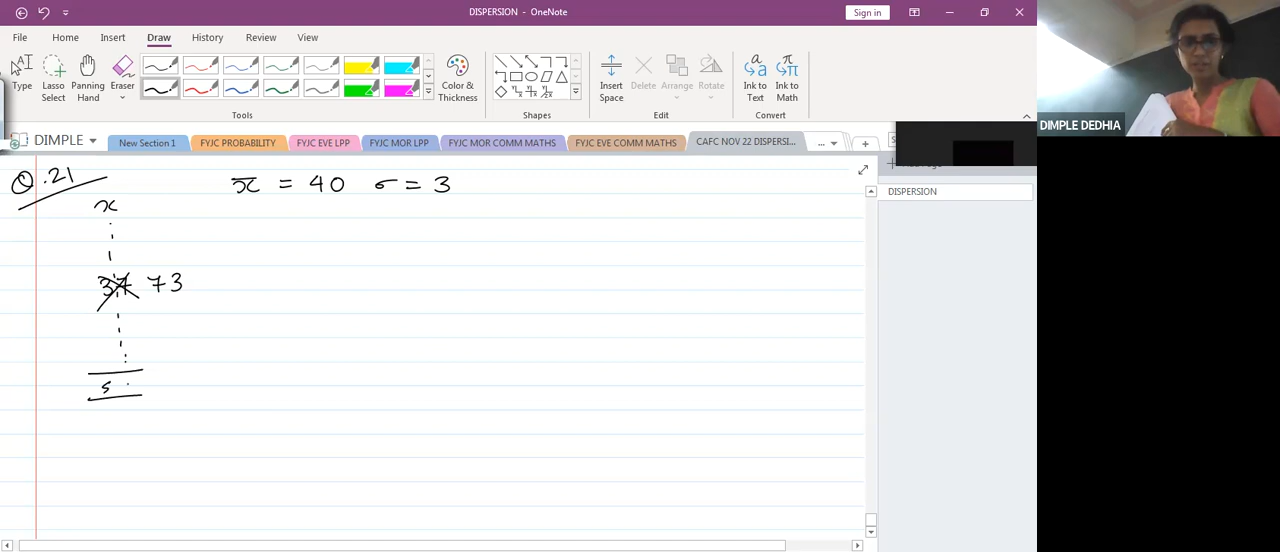 DISPERSION - OneNote
Sign in
File Home Insert Draw History Review View
Type
Lasso Select
Panning Hand
Eraser
Color & Thickness
Insert Space
Delete
Arrange
Rotate
Ink to Text
Ink to Math
Tools Shapes Edit Convert
DIMPLE New Section 1 FYJC PROBABILITY FYJC EVE LPP FYJC MOR LPP FYJC MOR COMM MATHS FYJC EVE COMM MATHS CAFC NOV 22 DISPERSI... ...
DISPERSION
DIMPLE DEDHIA
Q.21 x̄ = 40 σ = 3
x
37 73